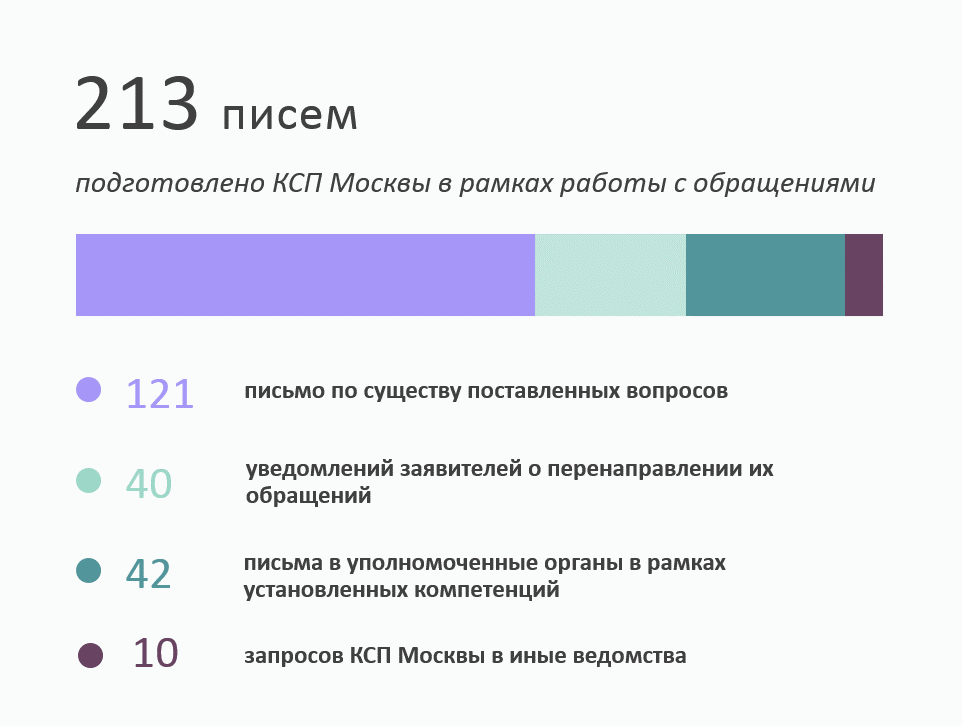 213 писем
подготовлено КСП Москвы в рамках работы с обращениями
121 письмо по существу поставленных вопросов
40 уведомлений заявителей о перенаправлении их
обращений
42 письма в уполномоченные органы в рамках
установленных компетенций
10 запросов КСП Москвы в иные ведомства